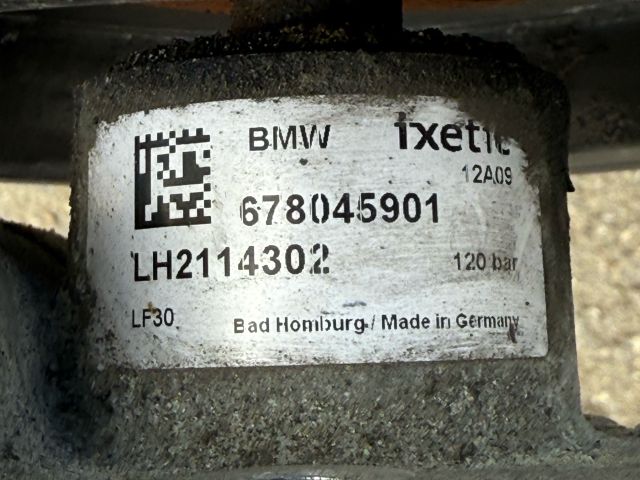 BMW ixetic
12A09
678045901
LH2114302 120 bar
LF30 Bad Homburg / Made in Germany